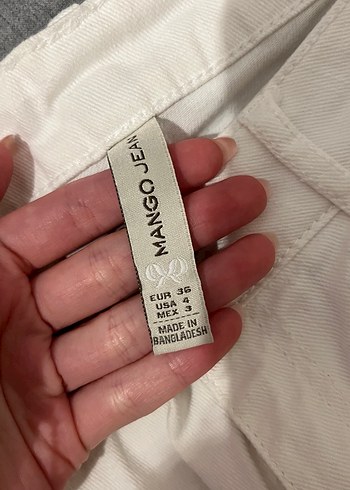 MANGO JEAN
EUR 36
USA 4
MEX 3
MADE IN
BANGLADESH